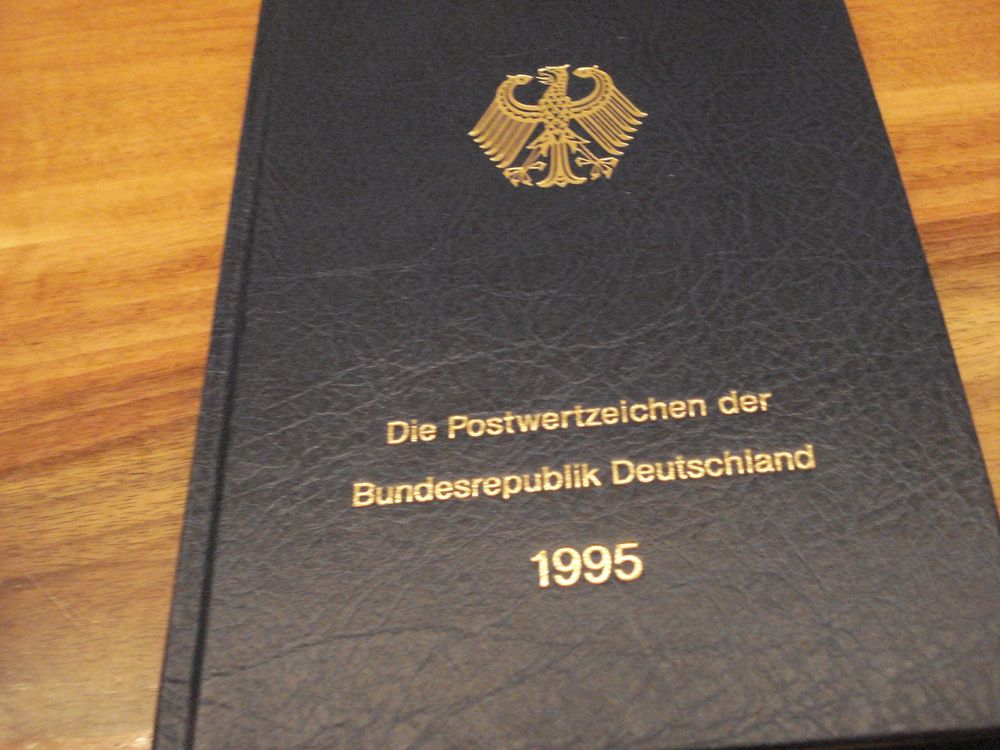 Die Postwertzeichen der
Bundesrepublik Deutschland
1995